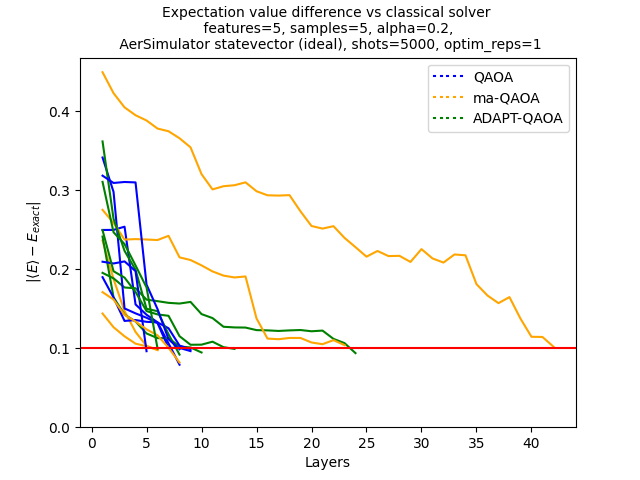 Expectation value difference vs classical solver
features=5, samples=5, alpha=0.2,
AerSimulator statevector (ideal), shots=5000, optim_reps=1
QAOA
ma-QAOA
ADAPT-QAOA
|⟨E⟩ − E_{exact}|
0.4
0.3
0.2
0.1
0.0
0 5 10 15 20 25 30 35 40
Layers